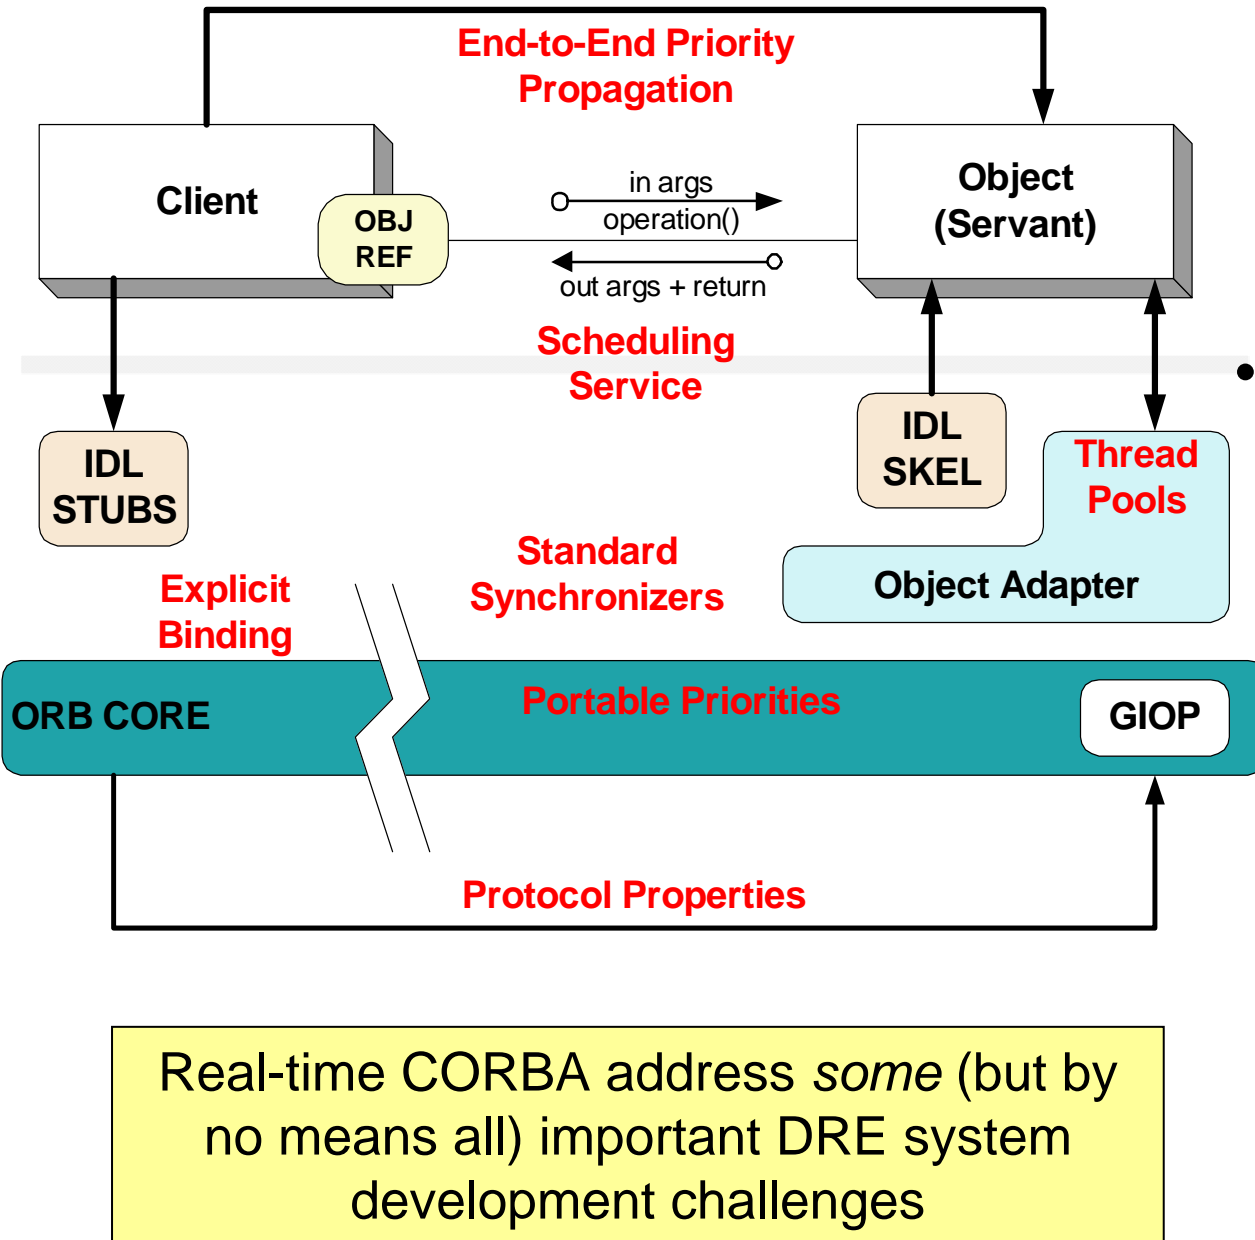 End-to-End Priority
Propagation
Client
OBJ
REF
in args
operation()
out args + return
Object
(Servant)
Scheduling
Service
IDL
STUBS
IDL
SKEL
Thread
Pools
Standard
Synchronizers
Object Adapter
Explicit
Binding
ORB CORE
Portable Priorities
GIOP
Protocol Properties
Real-time CORBA address some (but by
no means all) important DRE system
development challenges